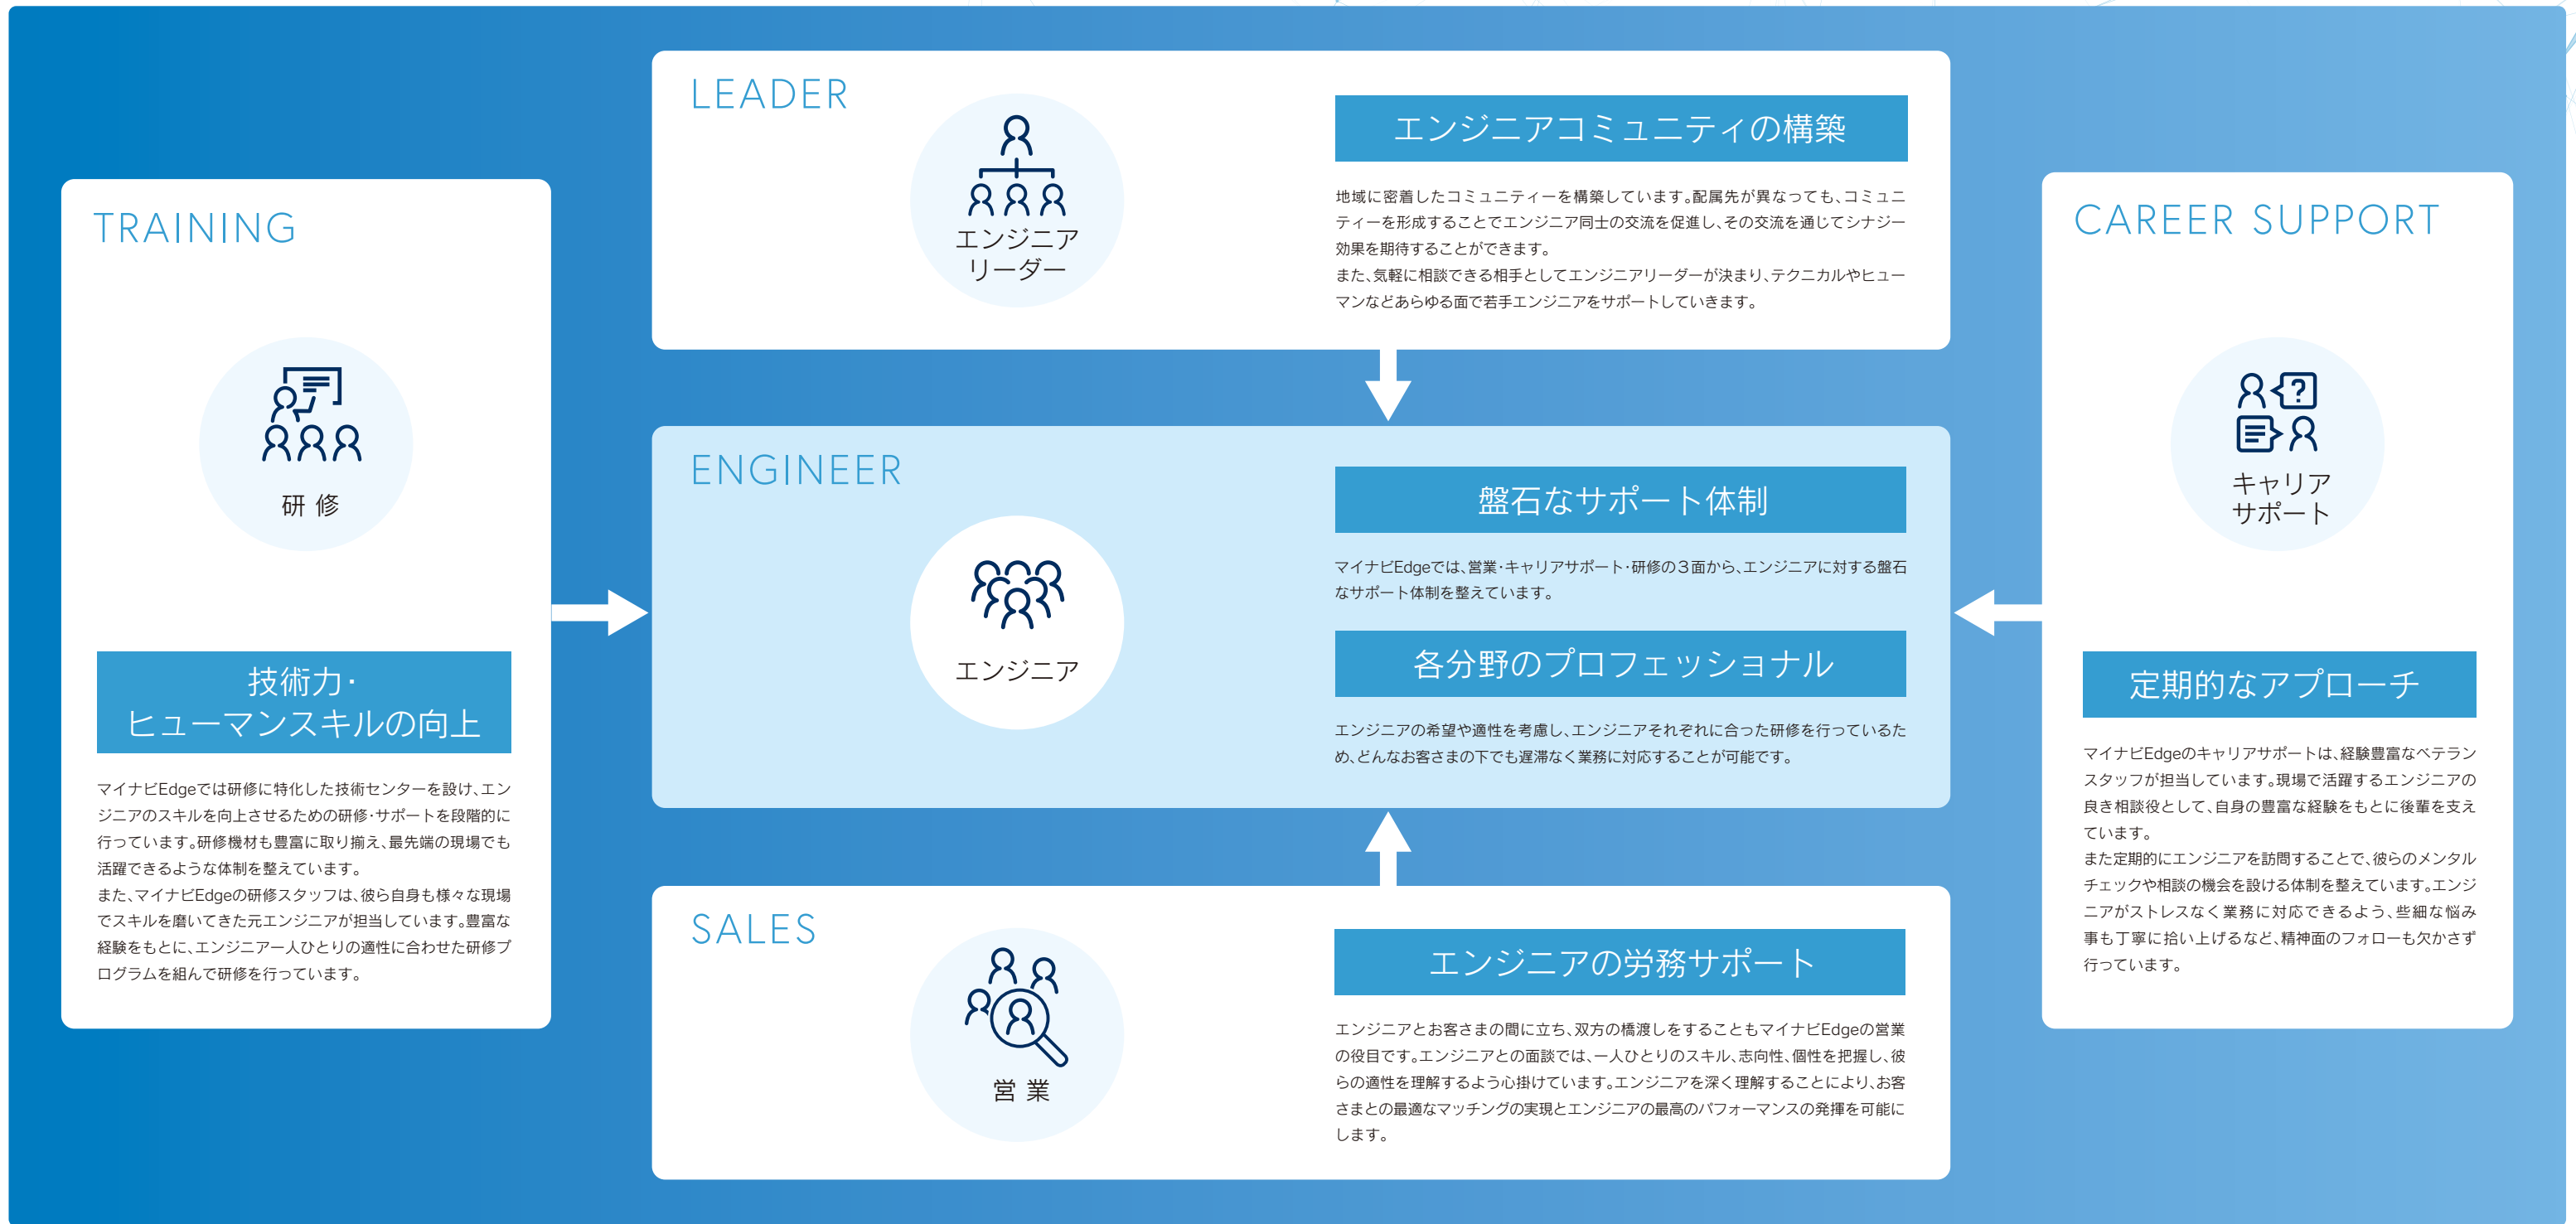 TRAINING
研修
技術力・
ヒューマンスキルの向上
マイナビEdgeでは研修に特化した技術センターを設け、エン
ジニアのスキルを向上させるための研修・サポートを段階的に
行っています。研修機材も豊富に取り揃え、最先端の現場でも
活躍できるような体制を整えています。
また、マイナビEdgeの研修スタッフは、彼ら自身も様々な現場
でスキルを磨いてきた元エンジニアが担当しています。豊富な
経験をもとに、エンジニア一人ひとりの適性に合わせた研修プ
ログラムを組んで研修を行っています。
LEADER
エンジニア
リーダー
エンジニアコミュニティの構築
地域に密着したコミュニティーを構築しています。配属先が異なっても、コミュニ
ティーを形成することでエンジニア同士の交流を促進し、その交流を通じてシナジー
効果を期待することができます。
また、気軽に相談できる相手としてエンジニアリーダーが決まり、テクニカルやヒュー
マンなどあらゆる面で若手エンジニアをサポートしていきます。
ENGINEER
エンジニア
盤石なサポート体制
マイナビEdgeでは、営業・キャリアサポート・研修の３面から、エンジニアに対する盤石
なサポート体制を整えています。
各分野のプロフェッショナル
エンジニアの希望や適性を考慮し、エンジニアそれぞれに合った研修を行っているた
め、どんなお客さまの下でも遅滞なく業務に対応することが可能です。
SALES
営業
エンジニアの労務サポート
エンジニアとお客さまの間に立ち、双方の橋渡しをすることもマイナビEdgeの営業
の役目です。エンジニアとの面談では、一人ひとりのスキル、志向性、個性を把握し、彼
らの適性を理解するよう心掛けています。エンジニアを深く理解することにより、お客
さまとの最適なマッチングの実現とエンジニアの最高のパフォーマンスの発揮を可能に
します。
CAREER SUPPORT
?
キャリア
サポート
定期的なアプローチ
マイナビEdgeのキャリアサポートは、経験豊富なベテラン
スタッフが担当しています。現場で活躍するエンジニアの
良き相談役として、自身の豊富な経験をもとに後輩を支え
ています。
また定期的にエンジニアを訪問することで、彼らのメンタル
チェックや相談の機会を設ける体制を整えています。エンジ
ニアがストレスなく業務に対応できるよう、些細な悩み
事も丁寧に拾い上げるなど、精神面のフォローも欠かさず
行っています。